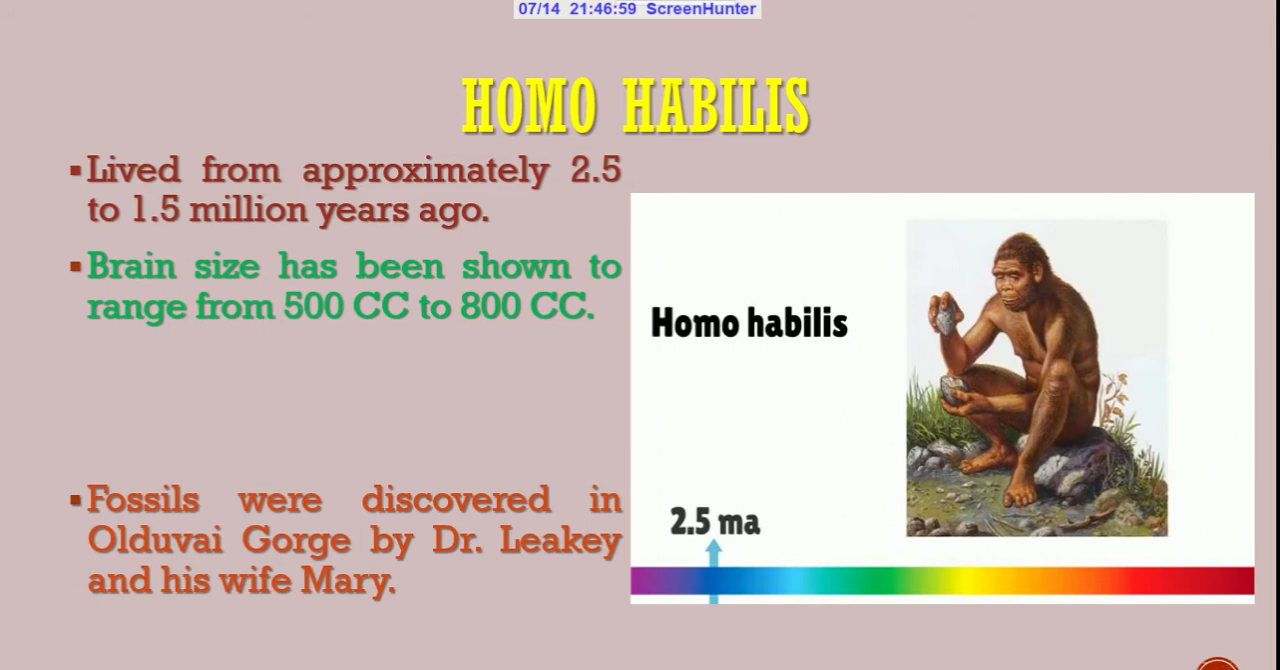 07/14 21:46:59 ScreenHunter
HOMO HABILIS
▪Lived from approximately 2.5
to 1.5 million years ago.
▪Brain size has been shown to
range from 500 CC to 800 CC.
▪Fossils were discovered in
Olduvai Gorge by Dr. Leakey
and his wife Mary.
Homo habilis
2.5 ma